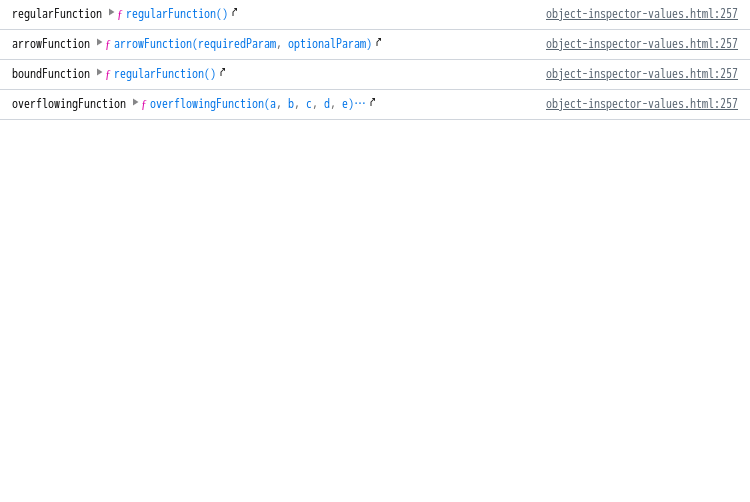 regularFunction ▶ƒ regularFunction() object-inspector-values.html:257
arrowFunction ▶ƒ arrowFunction(requiredParam, optionalParam) object-inspector-values.html:257
boundFunction ▶ƒ regularFunction() object-inspector-values.html:257
overflowingFunction ▶ƒ overflowingFunction(a, b, c, d, e)… object-inspector-values.html:257